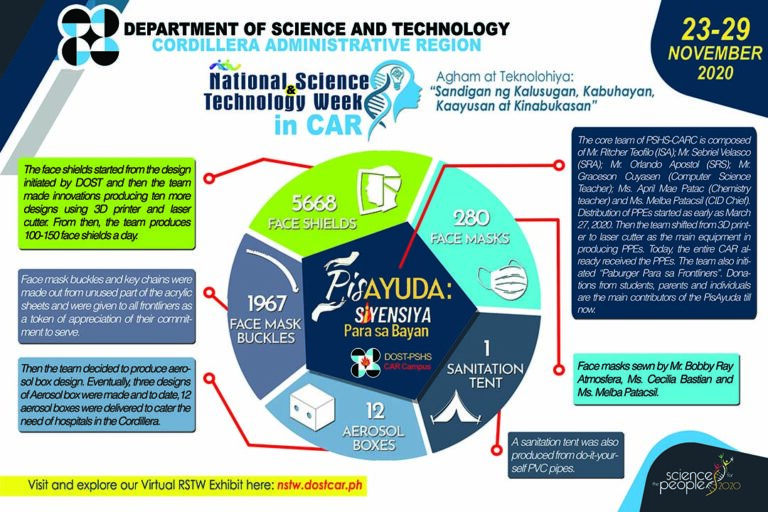 DEPARTMENT OF SCIENCE AND TECHNOLOGY
CORDILLERA ADMINISTRATIVE REGION
23-29
NOVEMBER
2020
National Science
&
Technology Week
in CAR
Agham at Teknolohiya:
“Sandigan ng Kalusugan, Kabuhayan,
Kaayusan at Kinabukasan”
The face shields started from the design
initiated by DOST and then the team
made innovations producing ten more
designs using 3D printer and laser
cutter. From then, the team produces
100-150 face shields a day.
Face mask buckles and key chains were
made out from unused part of the acrylic
sheets and were given to all frontliners as
a token of appreciation of their commit-
ment to serve.
Then the team decided to produce aero-
sol box design. Eventually, three designs
of Aerosol box were made and to date, 12
aerosol boxes were delivered to cater the
need of hospitals in the Cordillera.
5668
FACE SHIELDS
280
FACE MASKS
1967
FACE MASK
BUCKLES
PisAYUDA:
SIYENSIYA
Para sa Bayan
DOST-PSHS
CAR Campus
1
SANITATION
TENT
12
AEROSOL
BOXES
The core team of PSHS-CARC is composed
of Mr. Ritcher Teofilo (ISA); Mr. Sebriel Velasco
(SRA); Mr. Orlando Apostol (SRS); Mr.
Graceson Cuyasen (Computer Science
Teacher); Ms. April Mae Patac (Chemistry
teacher) and Ms. Melba Patacsil (CID Chief).
Distribution of PPEs started as early as March
27, 2020. Then the team shifted from 3D print-
er to laser cutter as the main equipment in
producing PPEs. Today, the entire CAR al-
ready received the PPEs. The team also initi-
ated “Paburger Para sa Frontliners”. Dona-
tions from students, parents and individuals
are the main contributors of the PisAyuda till
now.
Face masks sewn by Mr. Bobby Ray
Atmosfera, Ms. Cecilia Bastian and
Ms. Melba Patacsil.
A sanitation tent was also
produced from do-it-your-
self PVC pipes.
Visit and explore our Virtual RSTW Exhibit here: nstw.dostcar.ph
science for
the people 2020